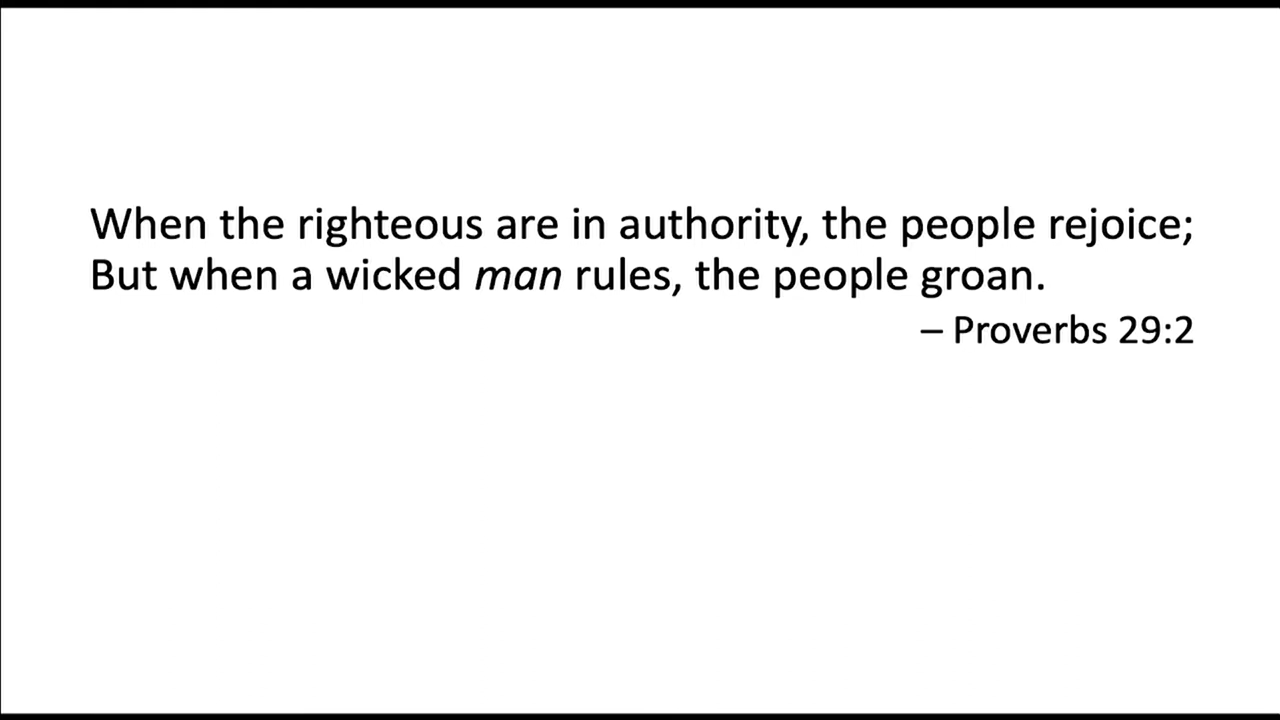 When the righteous are in authority, the people rejoice;
But when a wicked man rules, the people groan.
– Proverbs 29:2